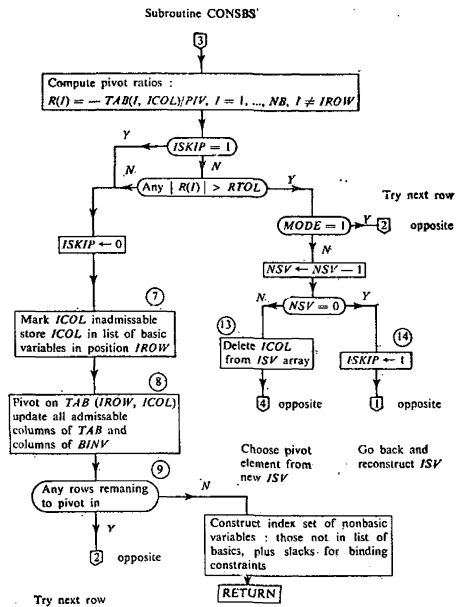 Subroutine CONSBS'
3
Compute pivot ratios :
R(I) = — TAB(I, ICOL)/PIV, I = 1, ..., NB, I ≠ IROW
Y
ISKIP = 1
N
N
Any | R(I) | > RTOL
Y
Try next row
MODE = 1
Y
2
opposite
ISKIP ← 0
N
NSV ← NSV — 1
7
N
NSV = 0
Y
Mark ICOL inadmissable
store ICOL in list of basic
variables in position IROW
13
Delete ICOL
from ISV array
14
ISKIP ← 1
8
Pivot on TAB (IROW, ICOL)
update all admissable
columns of TAB and
columns of BINV
4 opposite
1 opposite
9
Choose pivot
element from
new ISV
Go back and
reconstruct ISV
Any rows remaning
to pivot in
N
Y
2 opposite
Construct index set of nonbasic
variables : those not in list of
basics, plus slacks for binding
constraints
RETURN
Try next row